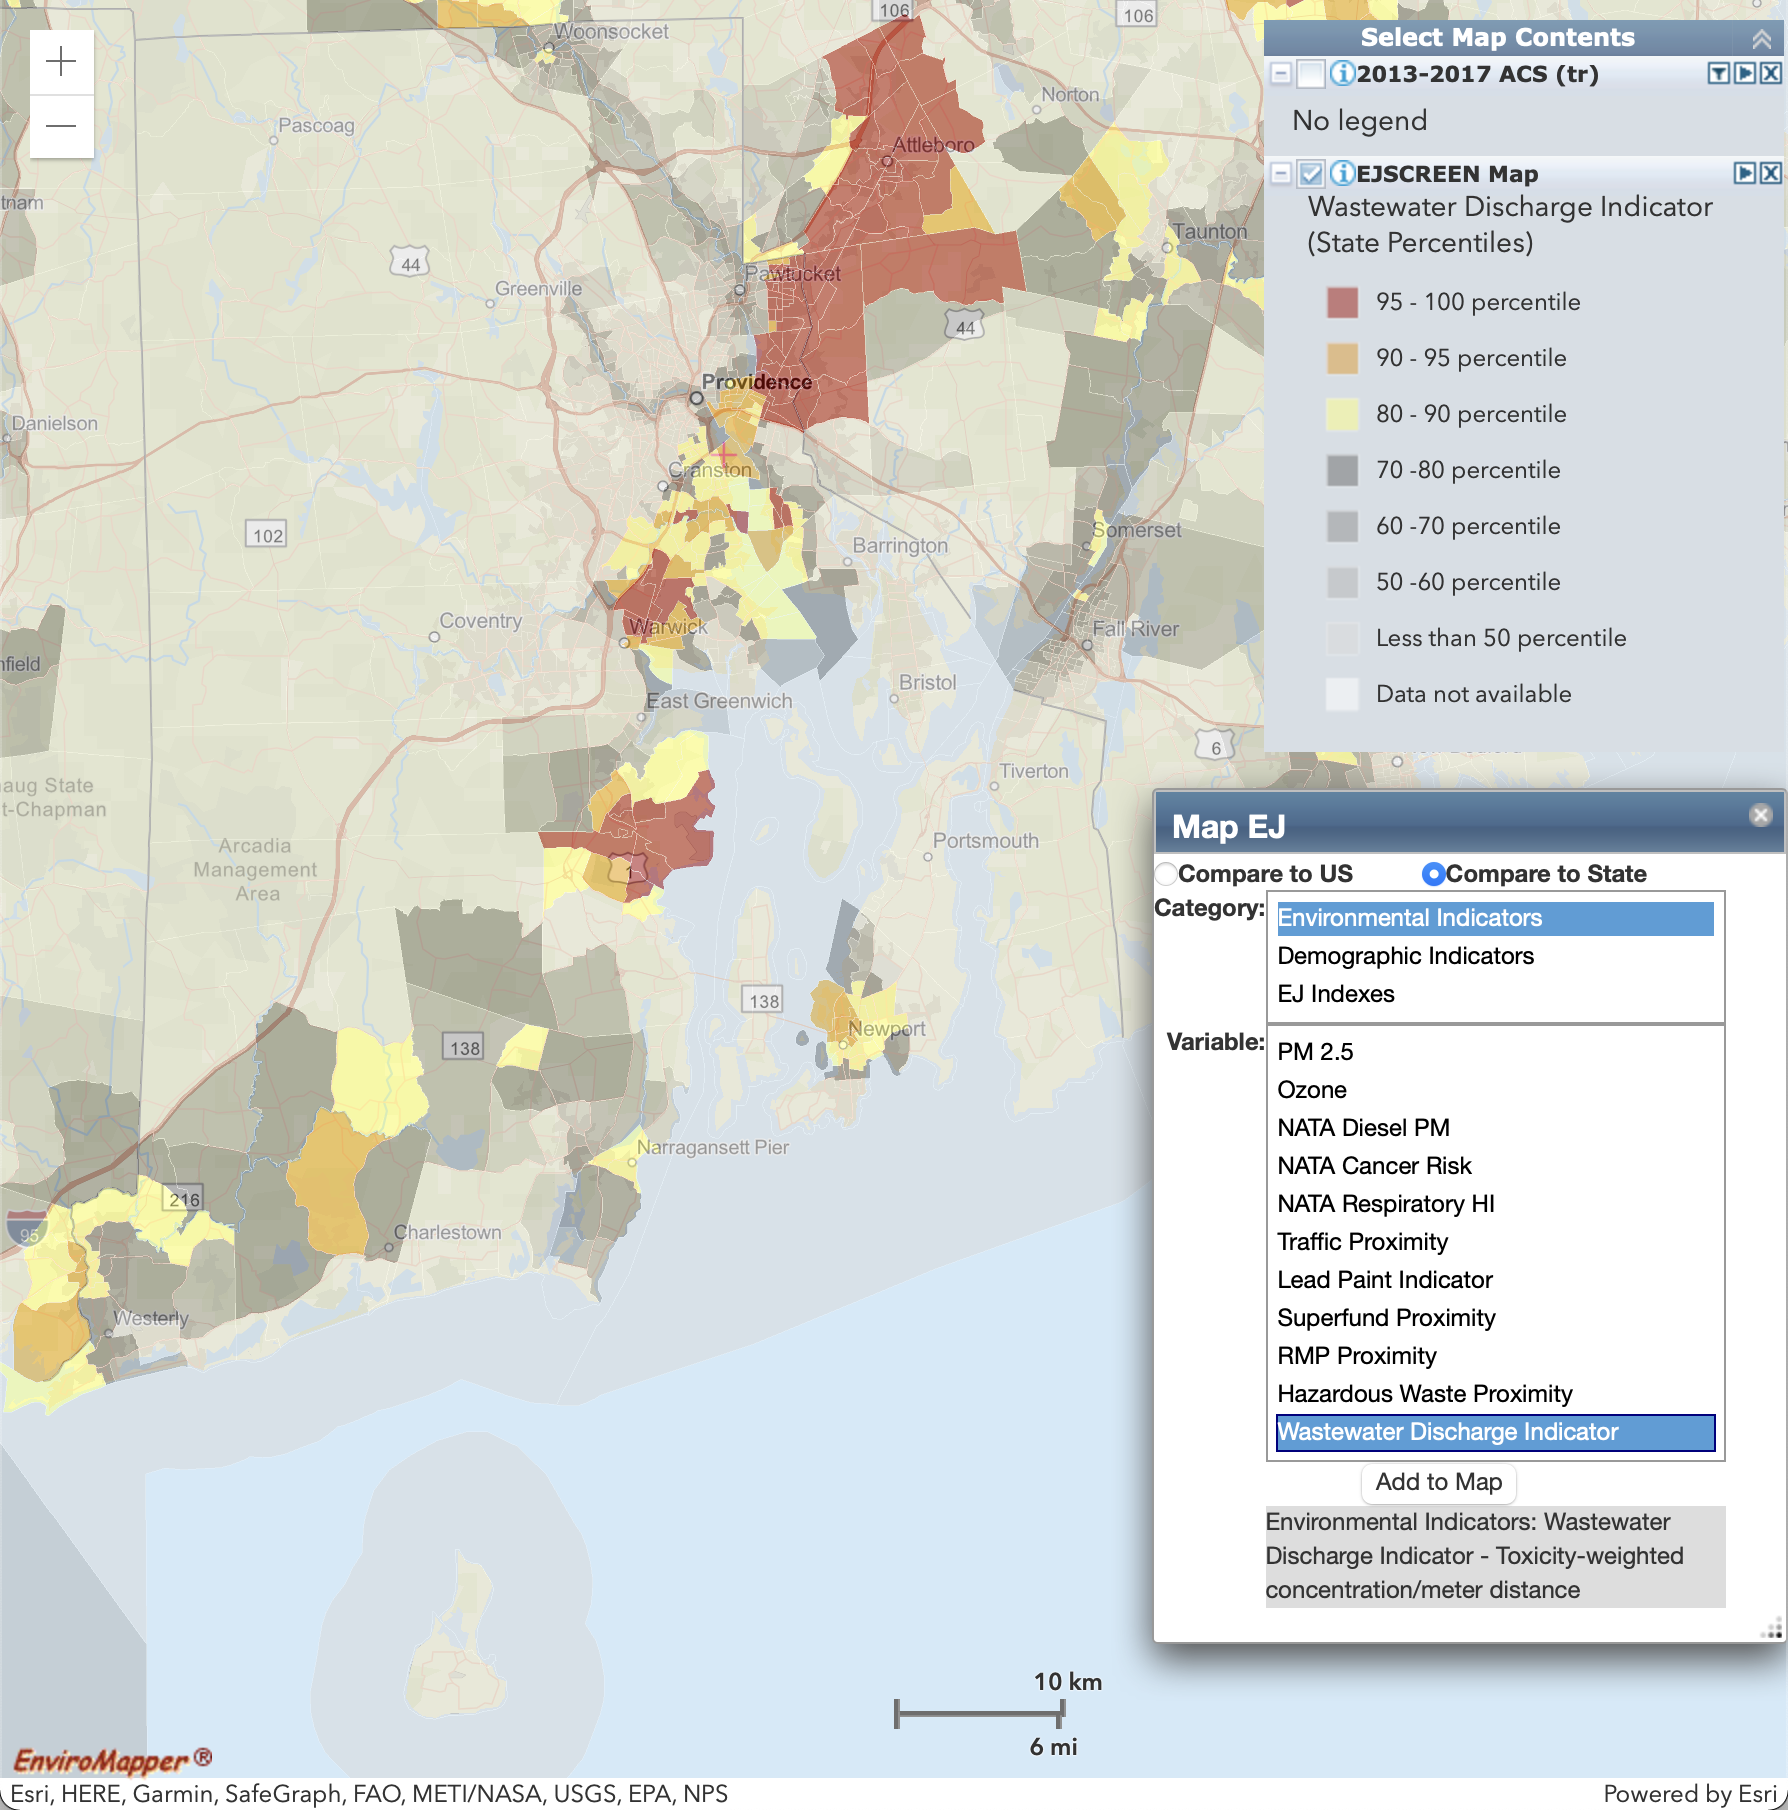 106
106
Woonsocket
Norton
Pascoag
Attleboro
tnam
Taunton
44
Pawtucket
Greenville
44
Providence
Danielson
Cranston
102
Somerset
Barrington
Coventry
Warwick
Fall River
nfield
East Greenwich
Bristol
6
Tiverton
aug State
t-Chapman
Arcadia
Management
Area
Portsmouth
1
138
Newport
138
Narragansett Pier
216
95
Charlestown
Westerly
Select Map Contents
2013-2017 ACS (tr)
No legend
EJSCREEN Map
Wastewater Discharge Indicator
(State Percentiles)
95 - 100 percentile
90 - 95 percentile
80 - 90 percentile
70 -80 percentile
60 -70 percentile
50 -60 percentile
Less than 50 percentile
Data not available
Map EJ
Compare to US Compare to State
Category:
Environmental Indicators
Demographic Indicators
EJ Indexes
Variable:
PM 2.5
Ozone
NATA Diesel PM
NATA Cancer Risk
NATA Respiratory HI
Traffic Proximity
Lead Paint Indicator
Superfund Proximity
RMP Proximity
Hazardous Waste Proximity
Wastewater Discharge Indicator
Add to Map
Environmental Indicators: Wastewater
Discharge Indicator - Toxicity-weighted
concentration/meter distance
10 km
6 mi
EnviroMapper ®
Esri, HERE, Garmin, SafeGraph, FAO, METI/NASA, USGS, EPA, NPS
Powered by Esri